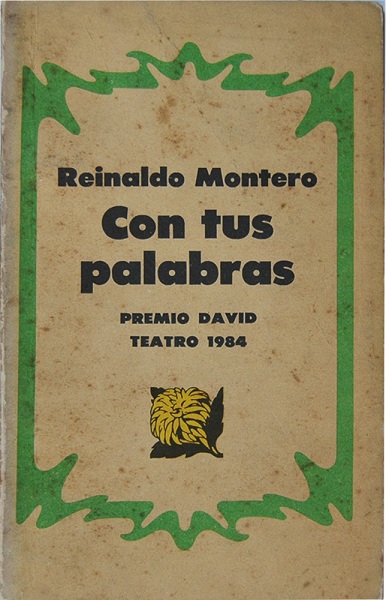 Reinaldo Montero
Con tus
palabras
PREMIO DAVID
TEATRO 1984